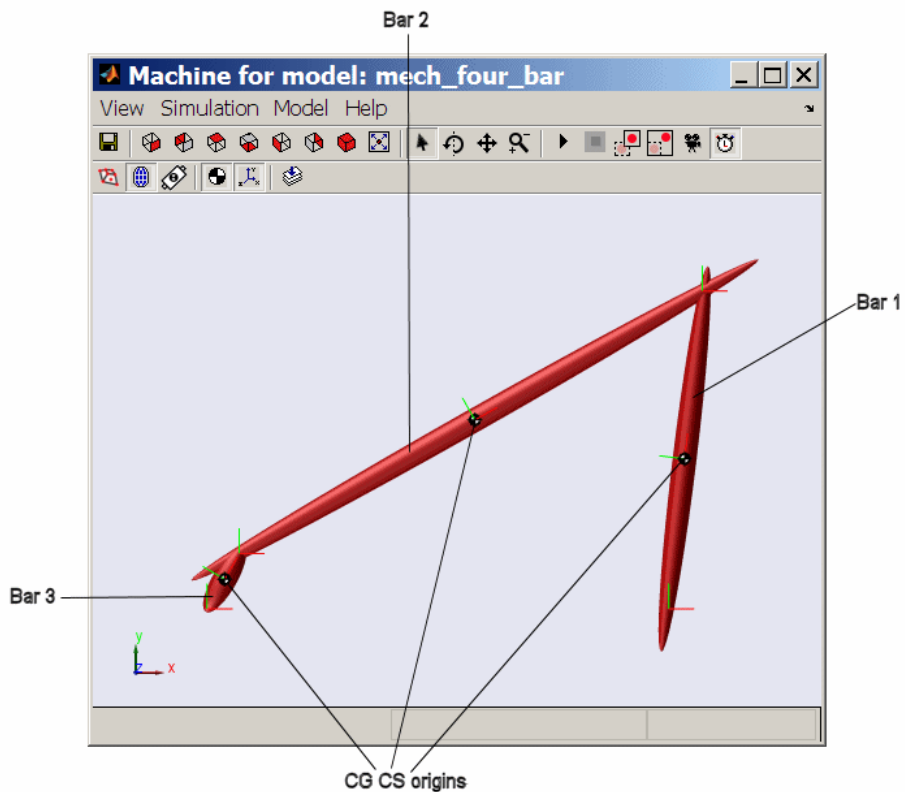 Bar 2
Machine for model: mech_four_bar
View Simulation Model Help
Bar 1
Bar 3
y
z x
CG CS origins